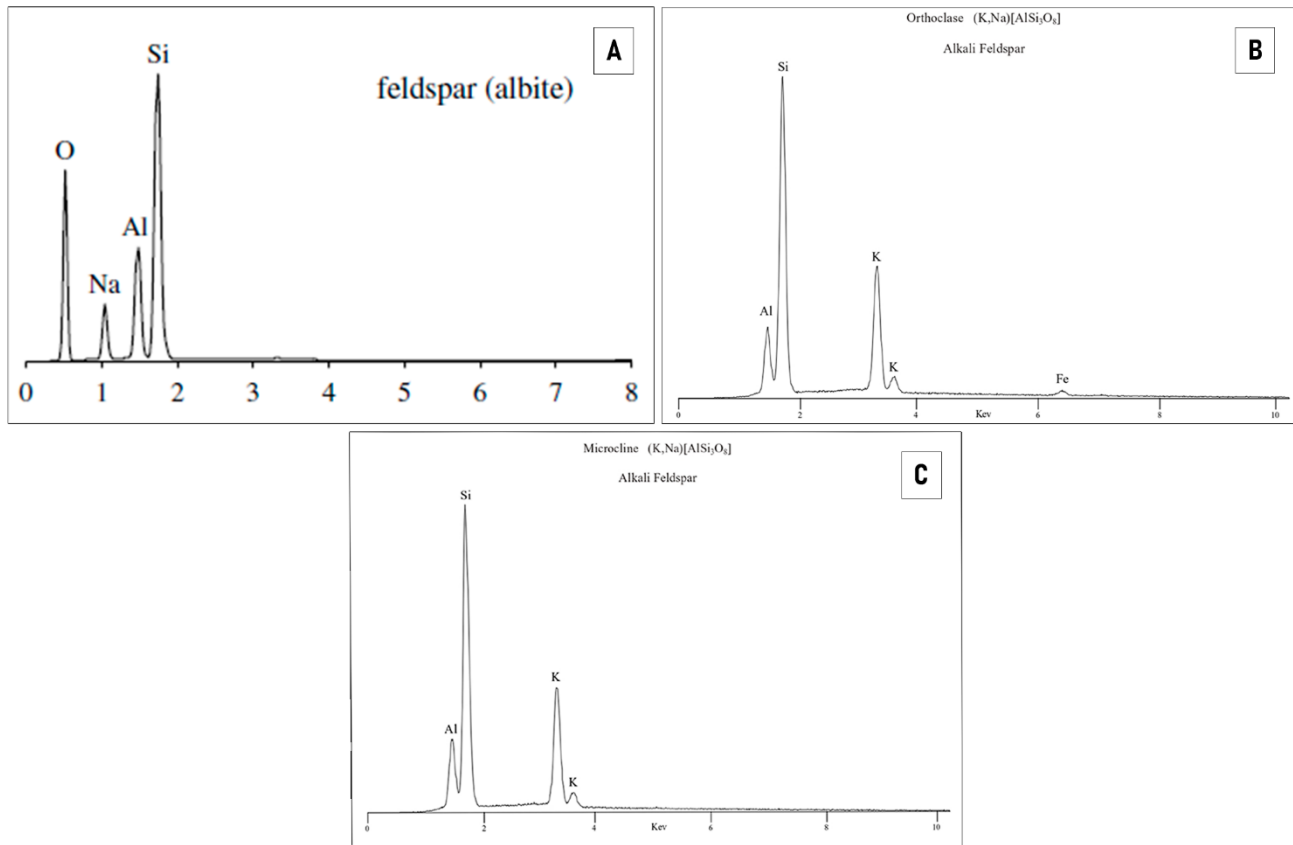 A
Si
feldspar (albite)
O
Al
Na
0 1 2 3 4 5 6 7 8
Orthoclase (K,Na)[AlSi₃O₈]
B
Alkali Feldspar
Si
K
Al
K
Fe
0 2 4 6 8 10
Kev
Microcline (K,Na)[AlSi₃O₈]
C
Alkali Feldspar
Si
K
Al
K
0 2 4 6 8 10
Kev